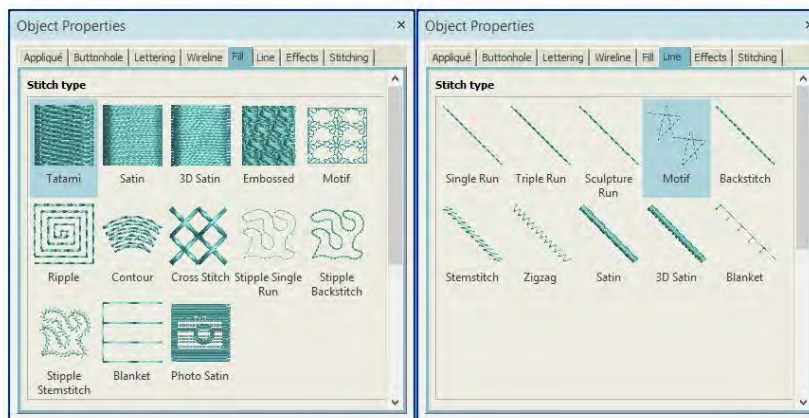 Object Properties ×
Appliqué Buttonhole Lettering Wireline Fill Line Effects Stitching
Stitch type
Tatami Satin 3D Satin Embossed Motif
Ripple Contour Cross Stitch Stipple Single Run Stipple Backstitch
Stipple Stemstitch Blanket Photo Satin
Object Properties ×
Appliqué Buttonhole Lettering Wireline Fill Line Effects Stitching
Stitch type
Single Run Triple Run Sculpture Run Motif Backstitch
Stemstitch Zigzag Satin 3D Satin Blanket